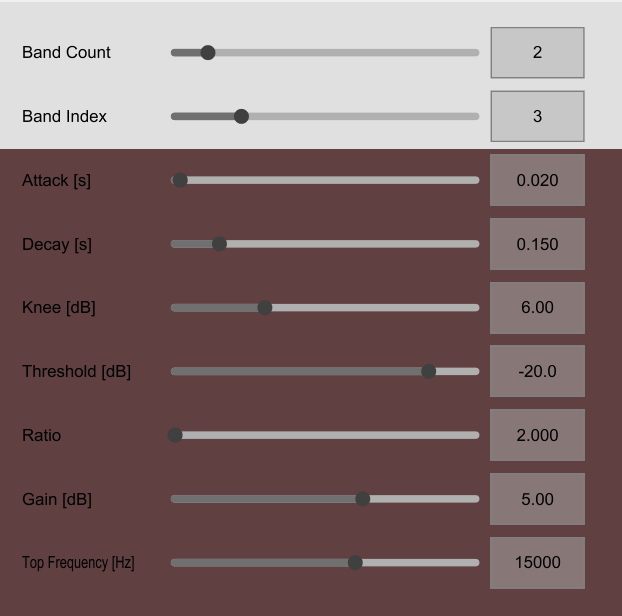 Band Count 2
Band Index 3
Attack [s] 0.020
Decay [s] 0.150
Knee [dB] 6.00
Threshold [dB] -20.0
Ratio 2.000
Gain [dB] 5.00
Top Frequency [Hz] 15000